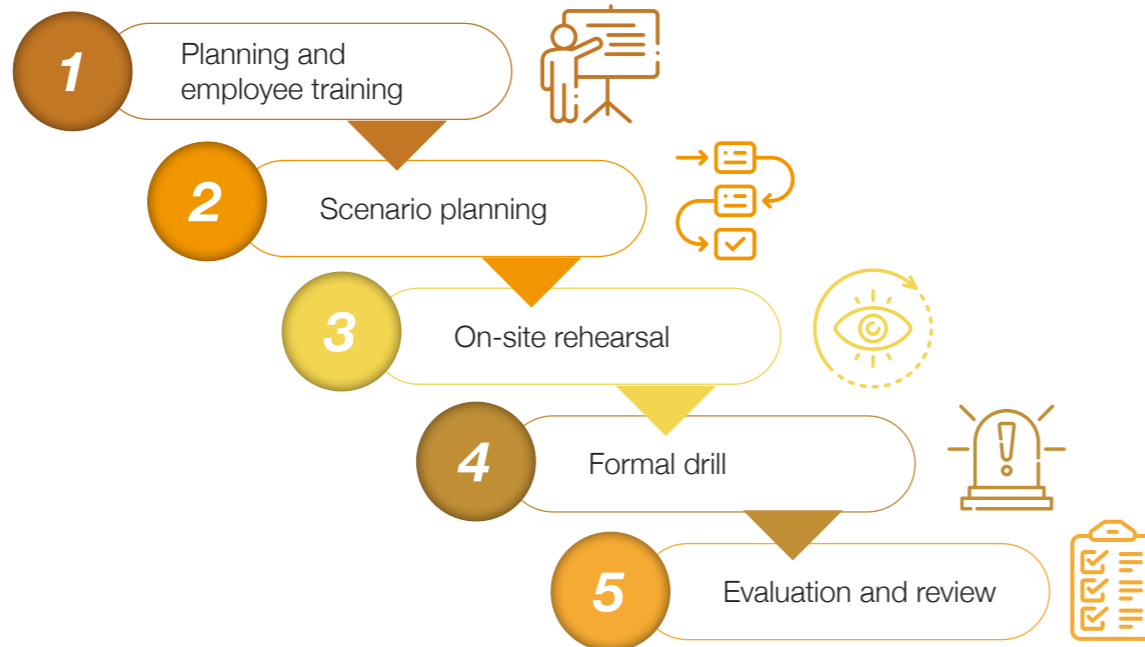 1
Planning and
employee training
2
Scenario planning
3
On-site rehearsal
4
Formal drill
5
Evaluation and review